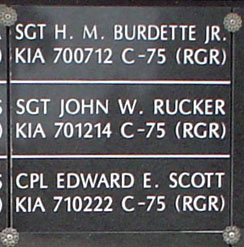 SGT H. M. BURDETTE JR.
KIA 700712 C-75 (RGR)
SGT JOHN W. RUCKER
KIA 701214 C-75 (RGR)
CPL EDWARD E. SCOTT
KIA 710222 C-75 (RGR)